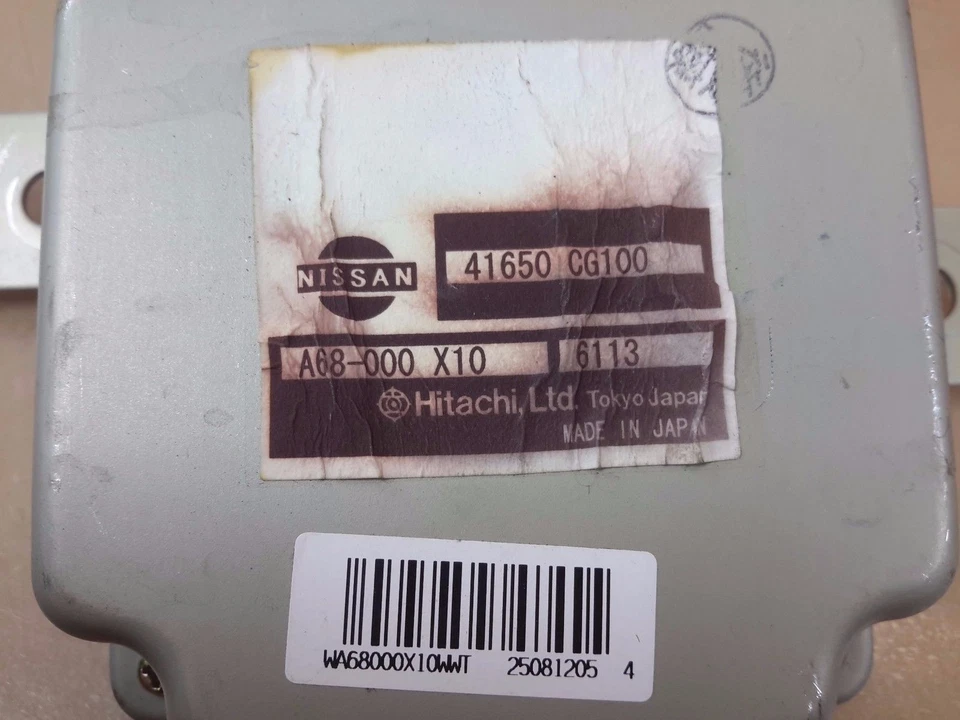 NISSAN
41650 CG100
A68-000 X10
6113
Hitachi, Ltd. Tokyo Japan
MADE IN JAPAN
WA68000X10WWT 25081205 4